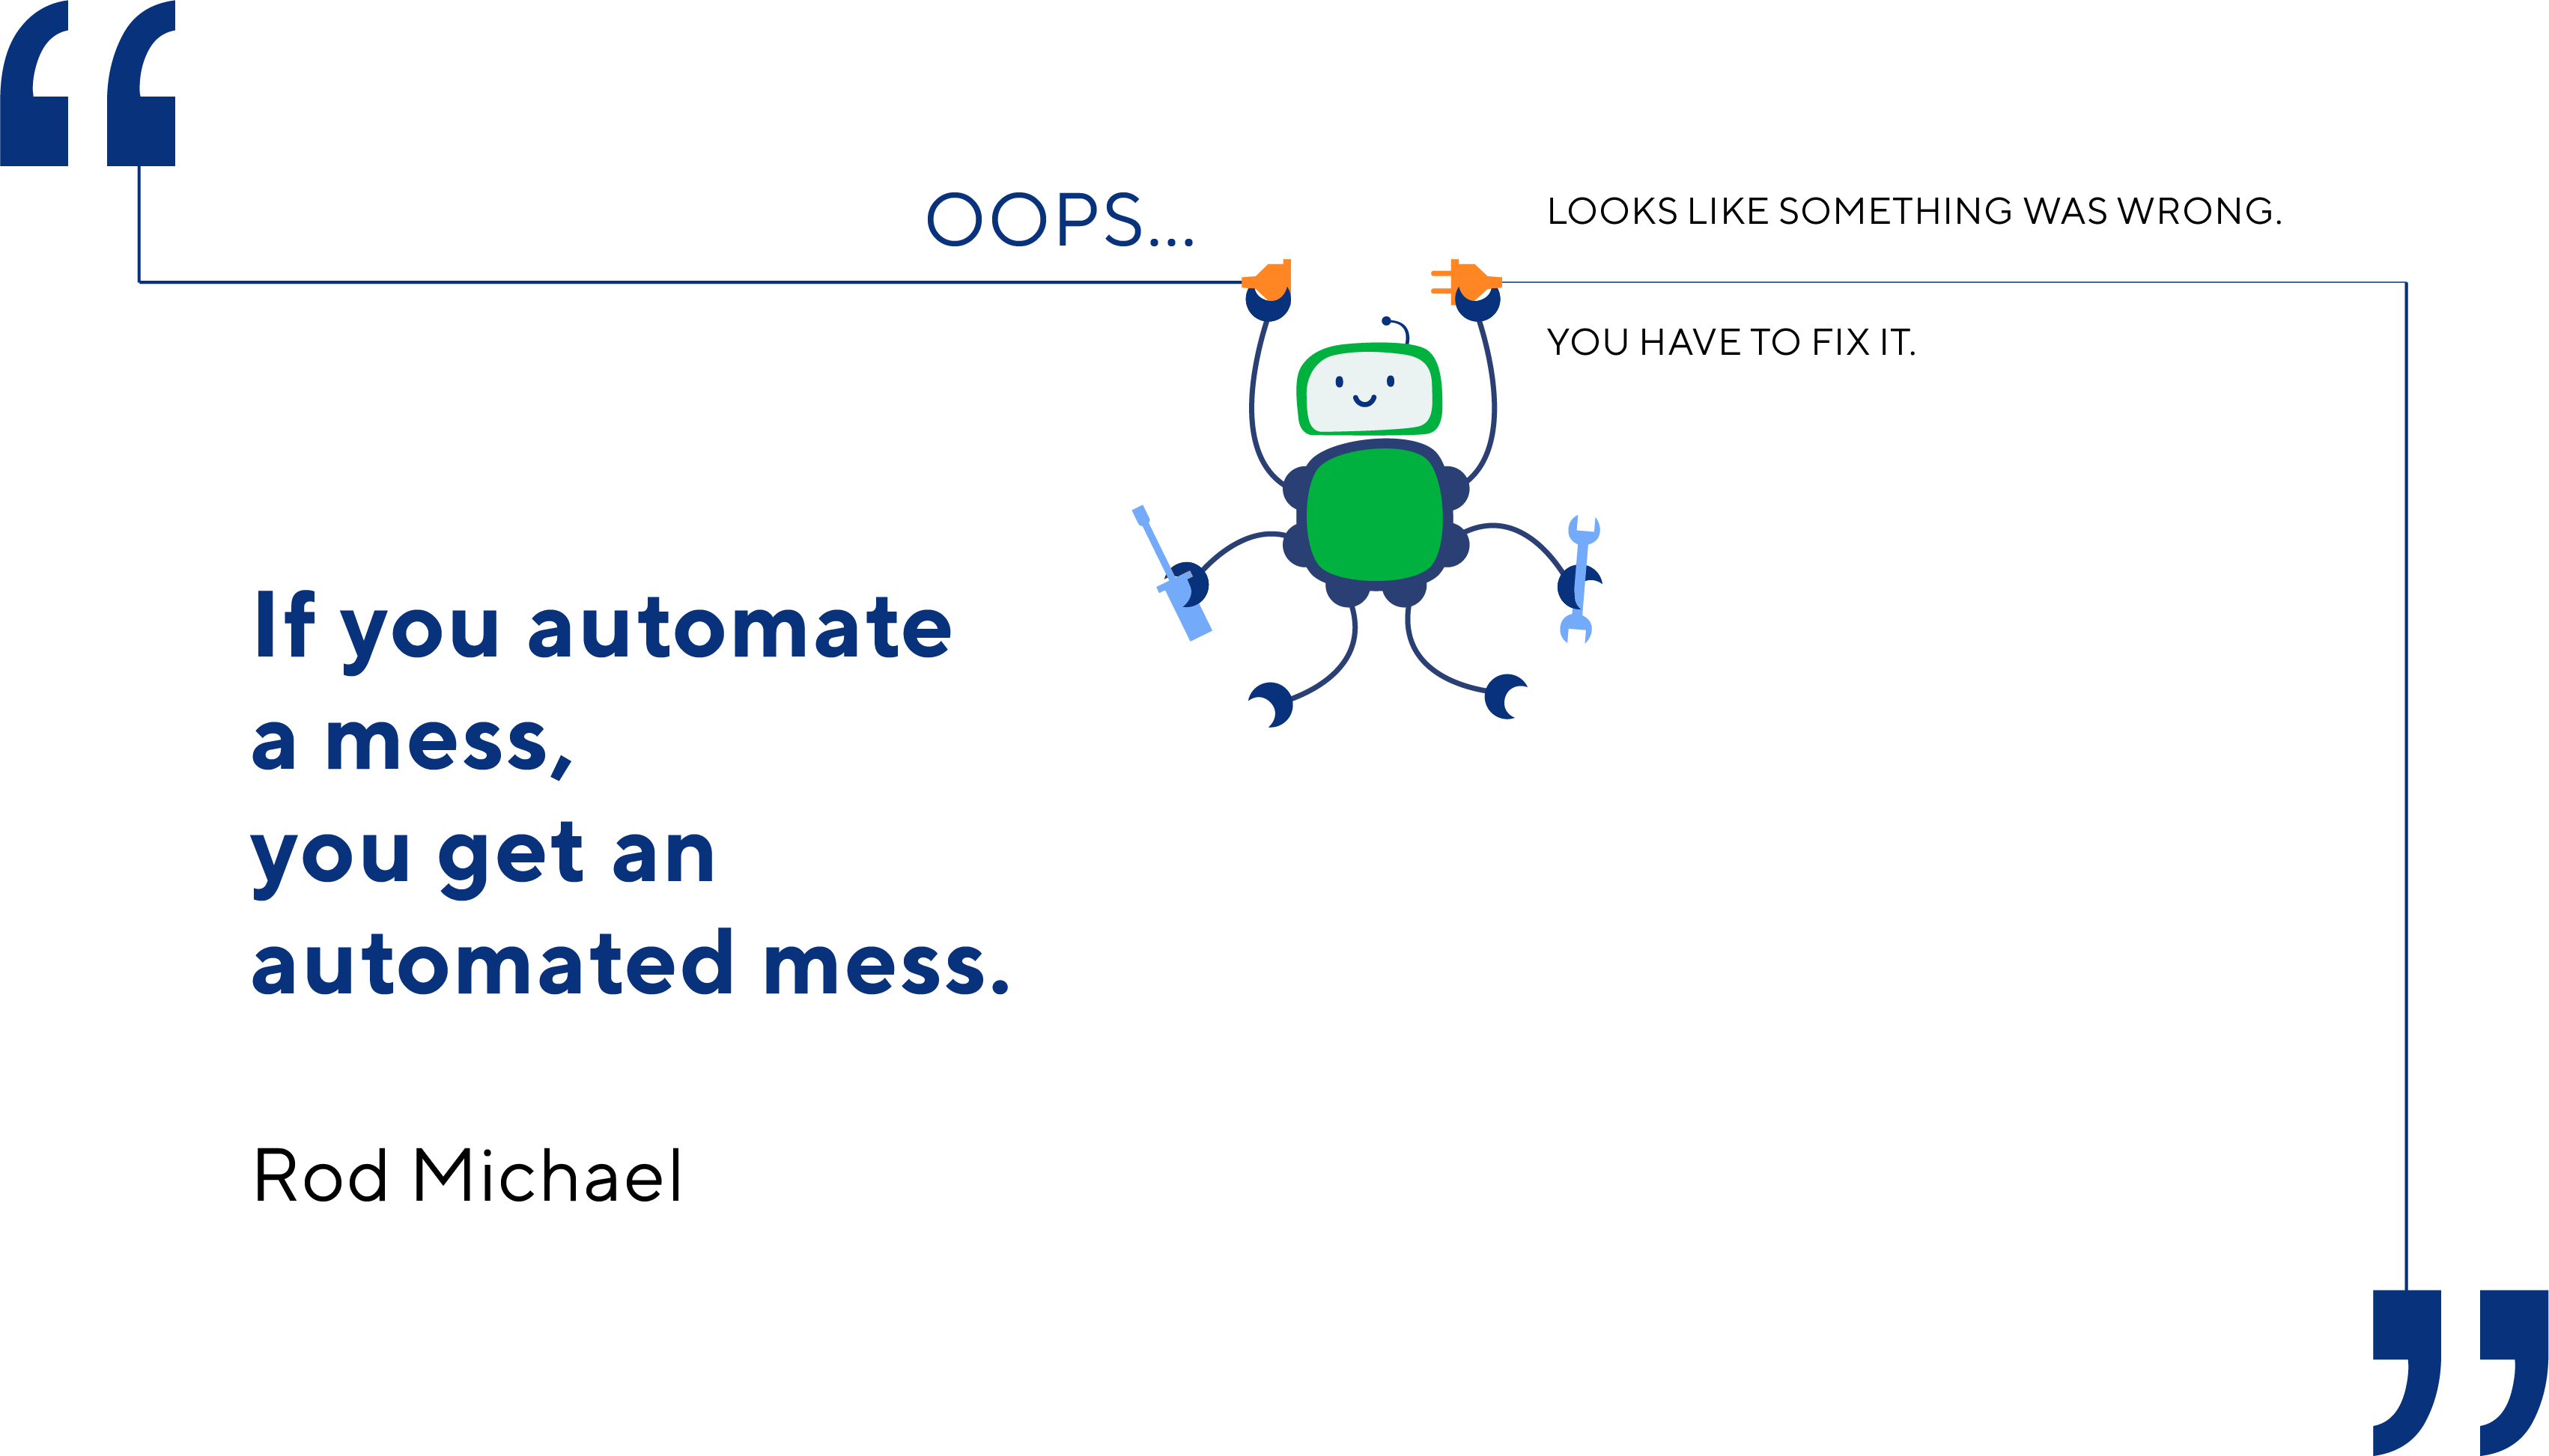 OOPS...
LOOKS LIKE SOMETHING WAS WRONG.
YOU HAVE TO FIX IT.
If you automate
a mess,
you get an
automated mess.
Rod Michael